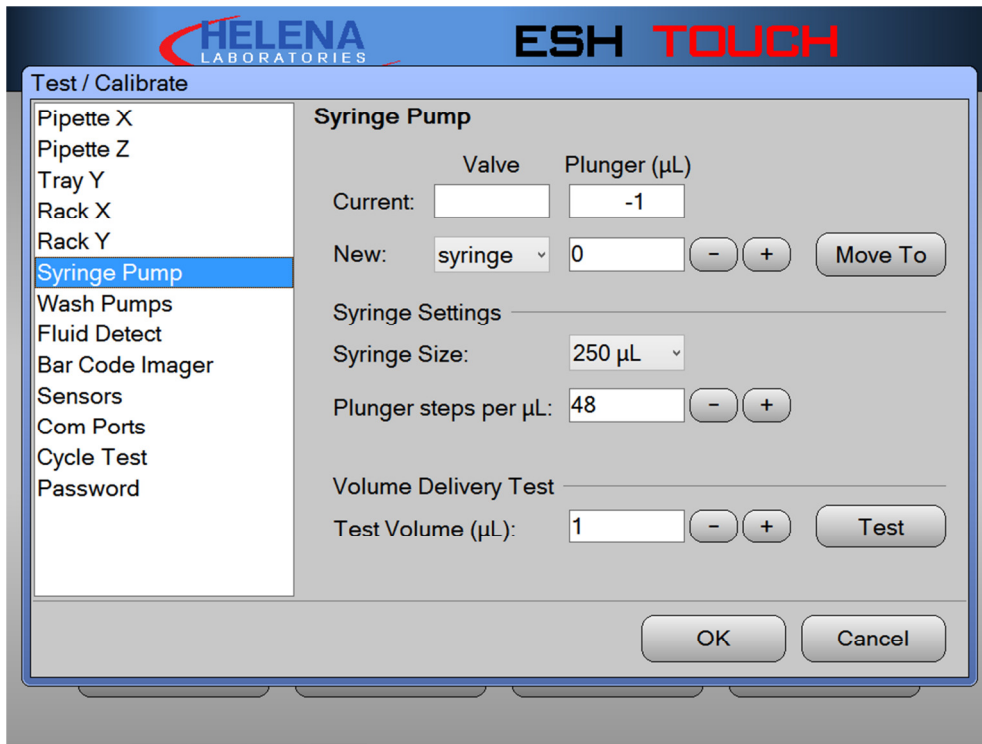 HELENA
LABORATORIES
ESH TOUCH
Test / Calibrate
Pipette X
Pipette Z
Tray Y
Rack X
Rack Y
Syringe Pump
Wash Pumps
Fluid Detect
Bar Code Imager
Sensors
Com Ports
Cycle Test
Password
Syringe Pump
Valve Plunger (µL)
Current: -1
New: syringe 0 - + Move To
Syringe Settings
Syringe Size: 250 µL
Plunger steps per µL: 48 - +
Volume Delivery Test
Test Volume (µL): 1 - + Test
OK Cancel